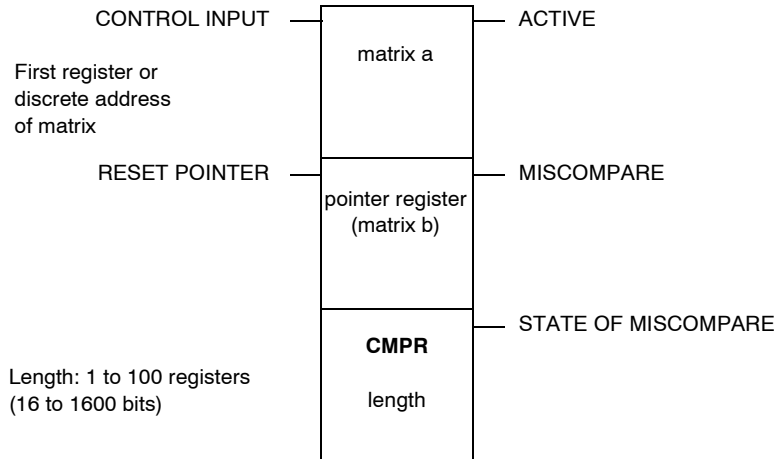 CONTROL INPUT
ACTIVE
matrix a
First register or
discrete address
of matrix
RESET POINTER
MISCOMPARE
pointer register
(matrix b)
STATE OF MISCOMPARE
CMPR
Length: 1 to 100 registers
(16 to 1600 bits)
length